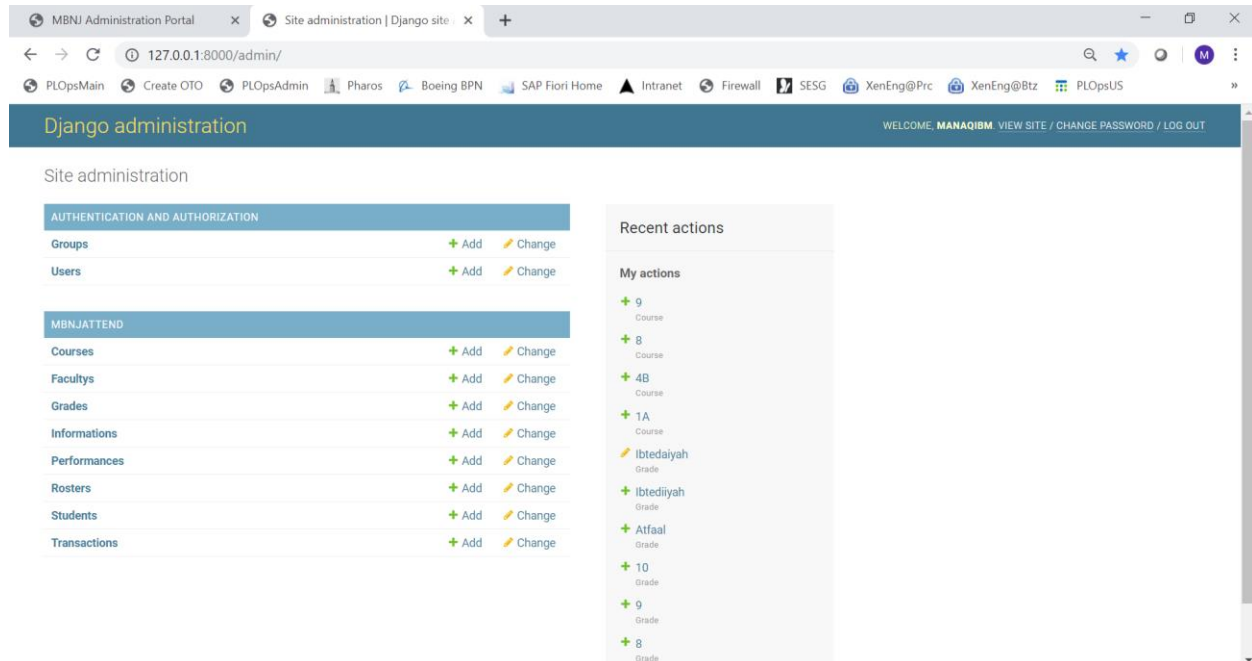 MBNJ Administration Portal
Site administration | Django site
127.0.0.1:8000/admin/
M
PLOpsMain Create OTO PLOpsAdmin Pharos Boeing BPN SAP Fiori Home Intranet Firewall SESG XenEng@Prc XenEng@Btz PLOpsUS »
Django administration
WELCOME, MANAQIBM. VIEW SITE / CHANGE PASSWORD / LOG OUT
Site administration
AUTHENTICATION AND AUTHORIZATION
Groups + Add Change
Users + Add Change
MBNJATTEND
Courses + Add Change
Facultys + Add Change
Grades + Add Change
Informations + Add Change
Performances + Add Change
Rosters + Add Change
Students + Add Change
Transactions + Add Change
Recent actions
My actions
+ 9
Course
+ 8
Course
+ 4B
Course
+ 1A
Course
Ibtedaiyah
Grade
+ Ibtediiyah
Grade
+ Atfaal
Grade
+ 10
Grade
+ 9
Grade
+ 8
Grade